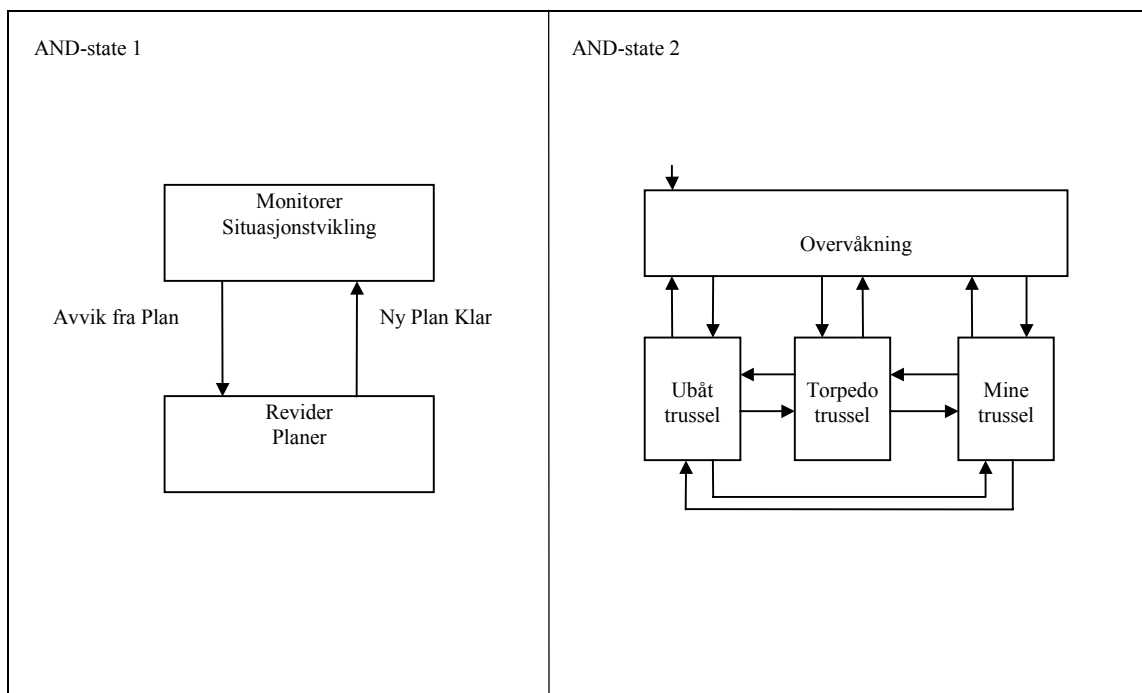 AND-state 1
Monitorer
Situasjonstvikling
Avvik fra Plan
Ny Plan Klar
Revider
Planer
AND-state 2
Overvåkning
Ubåt
trussel
Torpedo
trussel
Mine
trussel